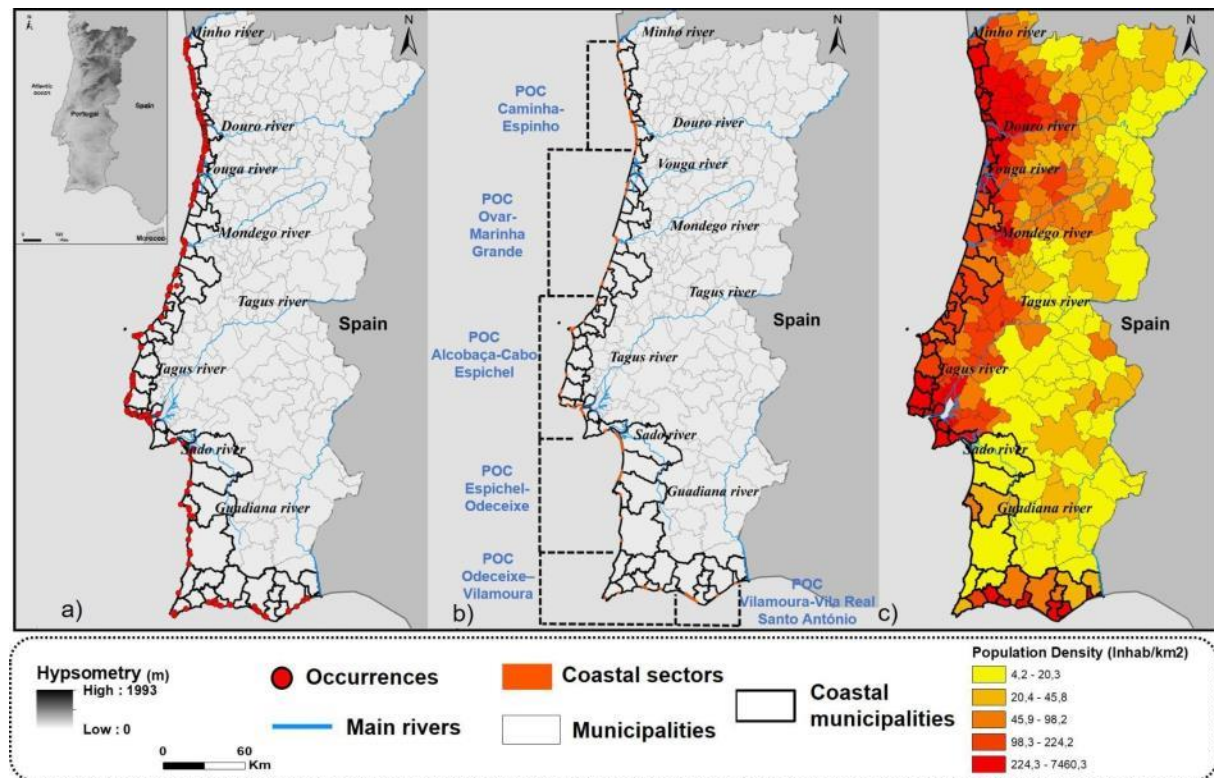 N
Atlantic
ocean
Portugal
Spain
Morocco
Minho river
Douro river
Vouga river
Mondego river
Tagus river
Spain
Tagus river
Sado river
Guadiana river
a)
N
Minho river
POC
Caminha-
Espinho
Douro river
Vouga river
POC
Ovar-
Marinha
Grande
Mondego river
Tagus river
Spain
POC
Alcobaça-Cabo
Espichel
Tagus river
Sado river
POC
Espichel-
Odeceixe
Guadiana river
POC
Odeceixe–
Vilamoura
POC
Vilamoura-Vila Real
Santo António
b)
N
Minho river
Douro river
Vouga river
Mondego river
Tagus river
Spain
Tagus river
Sado river
Guadiana river
c)
Hypsometry (m)
High : 1993
Low : 0
0 60
Km
Occurrences
Main rivers
Coastal sectors
Municipalities
Coastal
municipalities
Population Density (Inhab/km2)
4,2 - 20,3
20,4 - 45,8
45,9 - 98,2
98,3 - 224,2
224,3 - 7460,3